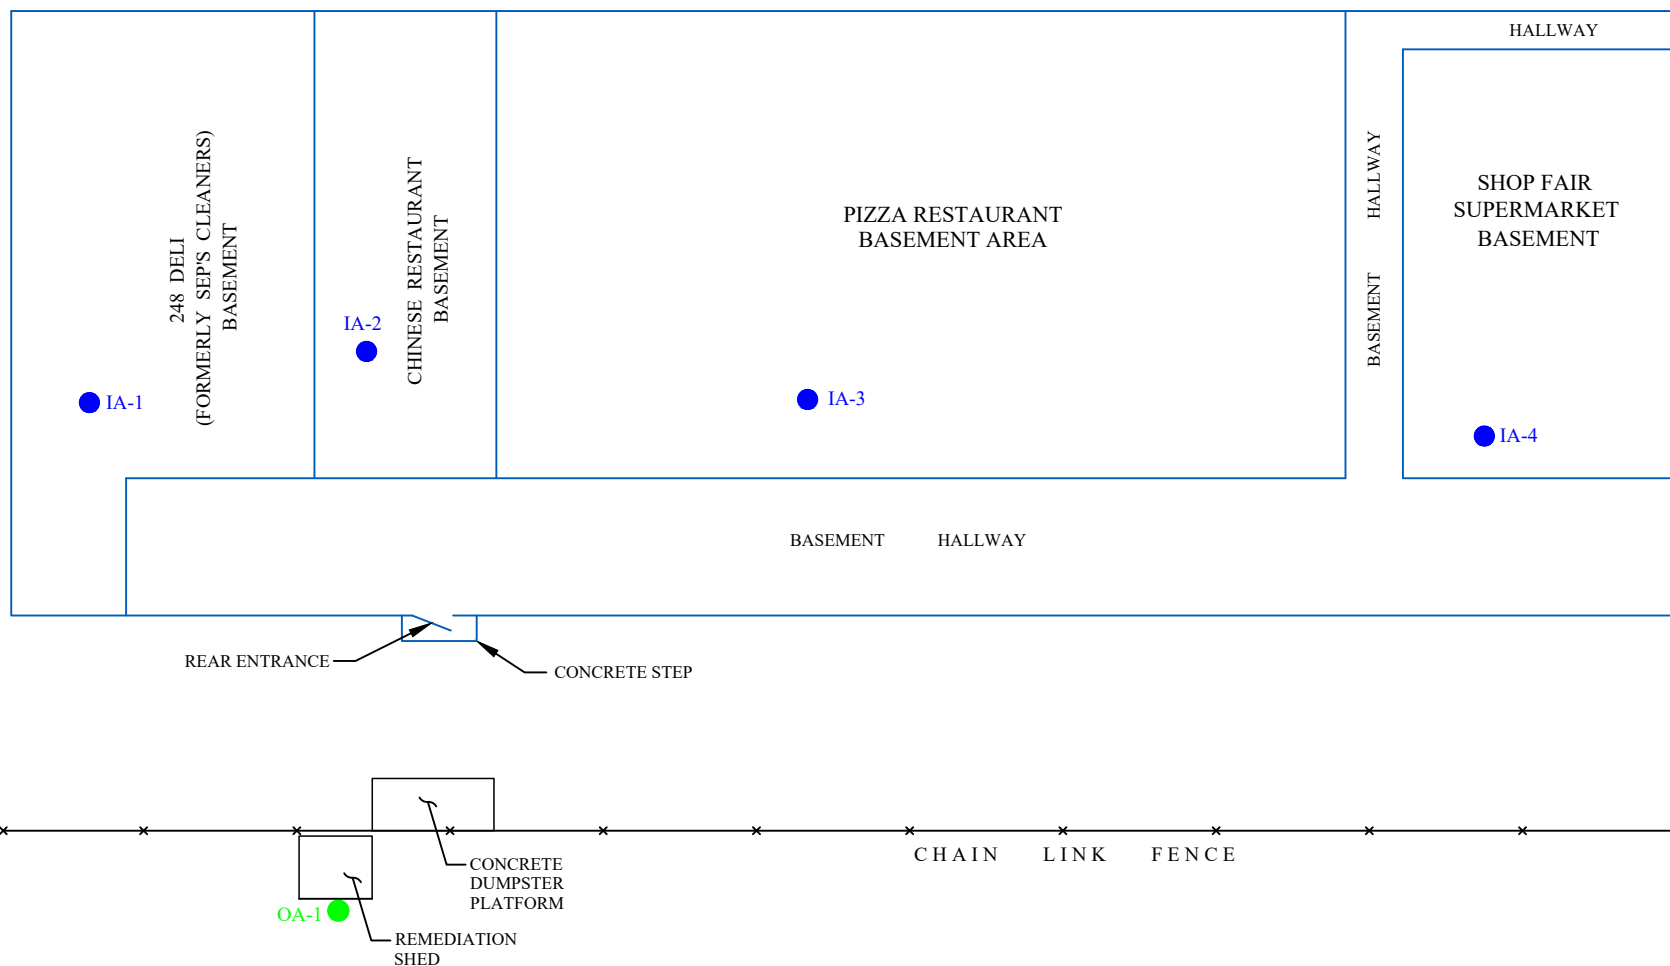 HALLWAY
248 DELI
(FORMERLY SEP'S CLEANERS)
BASEMENT
CHINESE RESTAURANT
BASEMENT
PIZZA RESTAURANT
BASEMENT AREA
BASEMENT HALLWAY
SHOP FAIR
SUPERMARKET
BASEMENT
IA-2
IA-1
IA-3
IA-4
BASEMENT HALLWAY
REAR ENTRANCE
CONCRETE STEP
CHAIN LINK FENCE
CONCRETE
DUMPSTER
PLATFORM
OA-1
REMEDIATION
SHED